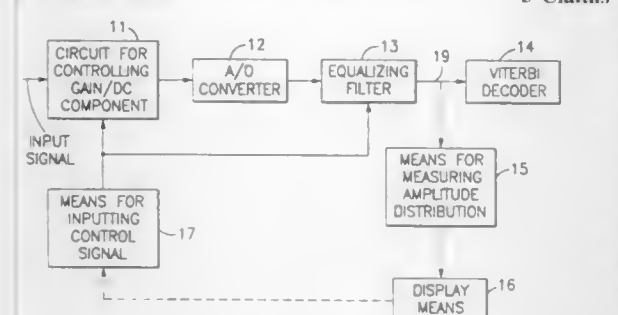 11
CIRCUIT FOR
CONTROLLING
GAIN/DC
COMPONENT
12
A/O
CONVERTER
13
EQUALIZING
FILTER
19
14
VITERBI
DECODER
INPUT
SIGNAL
MEANS FOR
MEASURING
AMPLITUDE
DISTRIBUTION
15
MEANS FOR
INPUTTING
CONTROL
SIGNAL
17
DISPLAY
MEANS
16